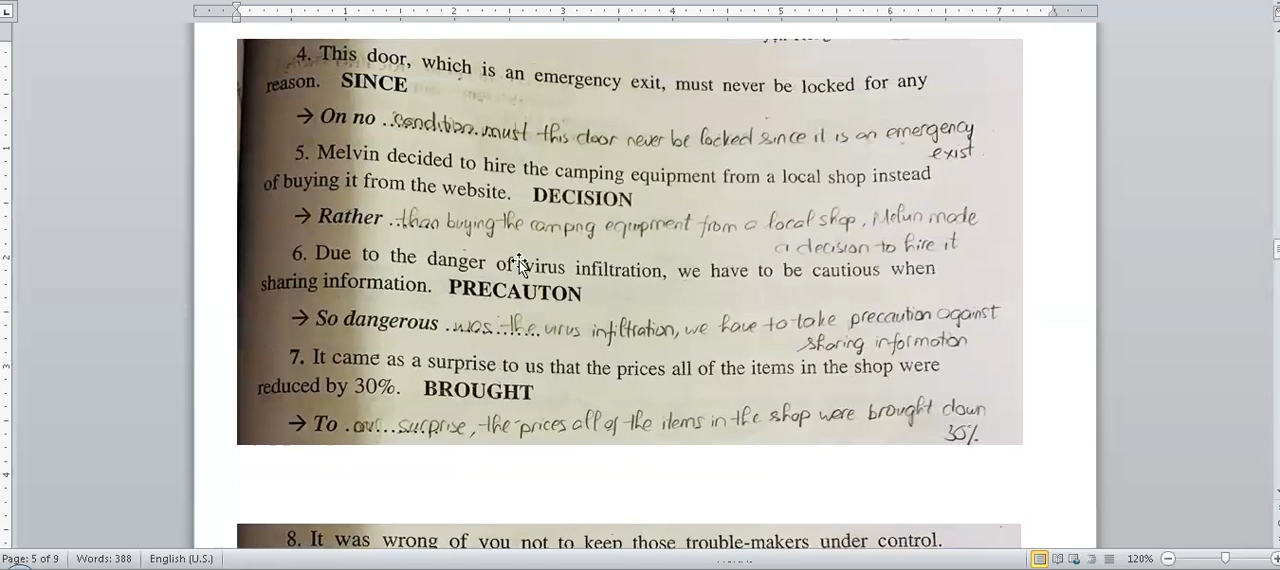 1 2 3 4 5 6 7
4. This door, which is an emergency exit, must never be locked for any
reason. SINCE
→ On no ..condition..must this door never be locked since it is an emergency
exist
5. Melvin decided to hire the camping equipment from a local shop instead
of buying it from the website. DECISION
→ Rather ..than buying the camping equipment from a local shop, Melvin made
a decision to hire it
6. Due to the danger of virus infiltration, we have to be cautious when
sharing information. PRECAUTON
→ So dangerous .was..the.. virus infiltration, we have to take precaution against
sharing information
7. It came as a surprise to us that the prices all of the items in the shop were
reduced by 30%. BROUGHT
→ To .our...surprise, the prices all of the items in the shop were brought down
30%
8. It was wrong of you not to keep those trouble-makers under control.
Page: 5 of 9 Words: 388 English (U.S.) 120%